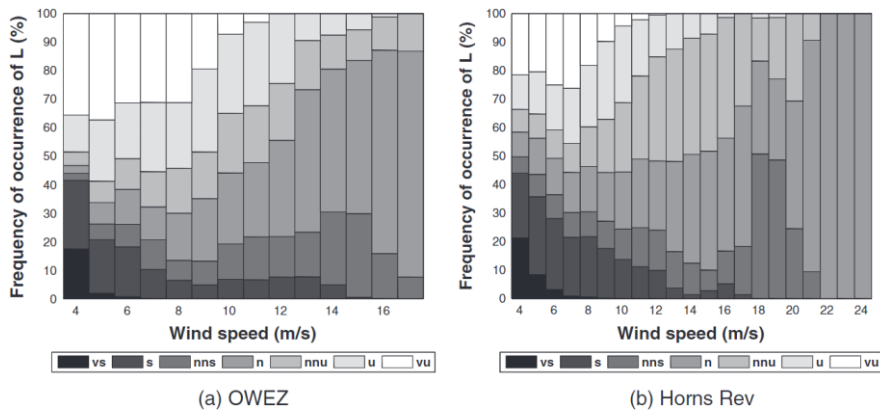 Frequency of occurrence of L (%)
100
90
80
70
60
50
40
30
20
10
0
4 6 8 10 12 14 16
Wind speed (m/s)
vs s nns n nnu u vu
(a) OWEZ
Frequency of occurrence of L (%)
100
90
80
70
60
50
40
30
20
10
0
4 6 8 10 12 14 16 18 20 22 24
Wind speed (m/s)
vs s nns n nnu u vu
(b) Horns Rev